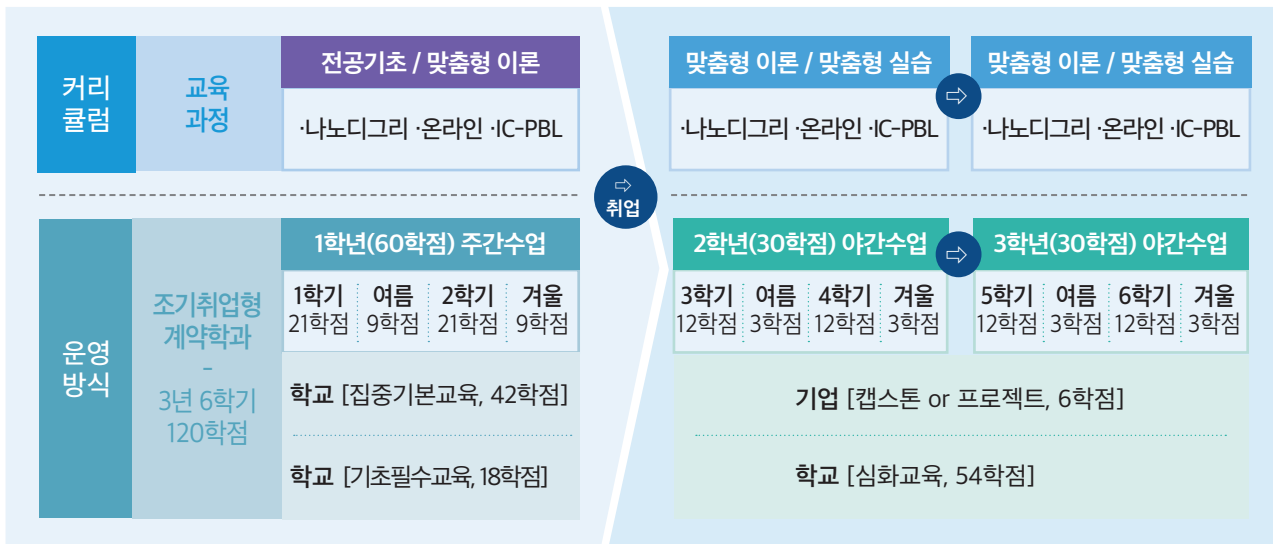 커리
큘럼
교육
과정
전공기초 / 맞춤형 이론
·나노디그리 ·온라인 ·IC-PBL
맞춤형 이론 / 맞춤형 실습
·나노디그리 ·온라인 ·IC-PBL
⇨
맞춤형 이론 / 맞춤형 실습
·나노디그리 ·온라인 ·IC-PBL
⇨
취업
운영
방식
조기취업형
계약학과
-
3년 6학기
120학점
1학년(60학점) 주간수업
1학기 여름 2학기 겨울
21학점 9학점 21학점 9학점
학교 [집중기본교육, 42학점]
학교 [기초필수교육, 18학점]
2학년(30학점) 야간수업
3학기 여름 4학기 겨울
12학점 3학점 12학점 3학점
⇨
3학년(30학점) 야간수업
5학기 여름 6학기 겨울
12학점 3학점 12학점 3학점
기업 [캡스톤 or 프로젝트, 6학점]
학교 [심화교육, 54학점]